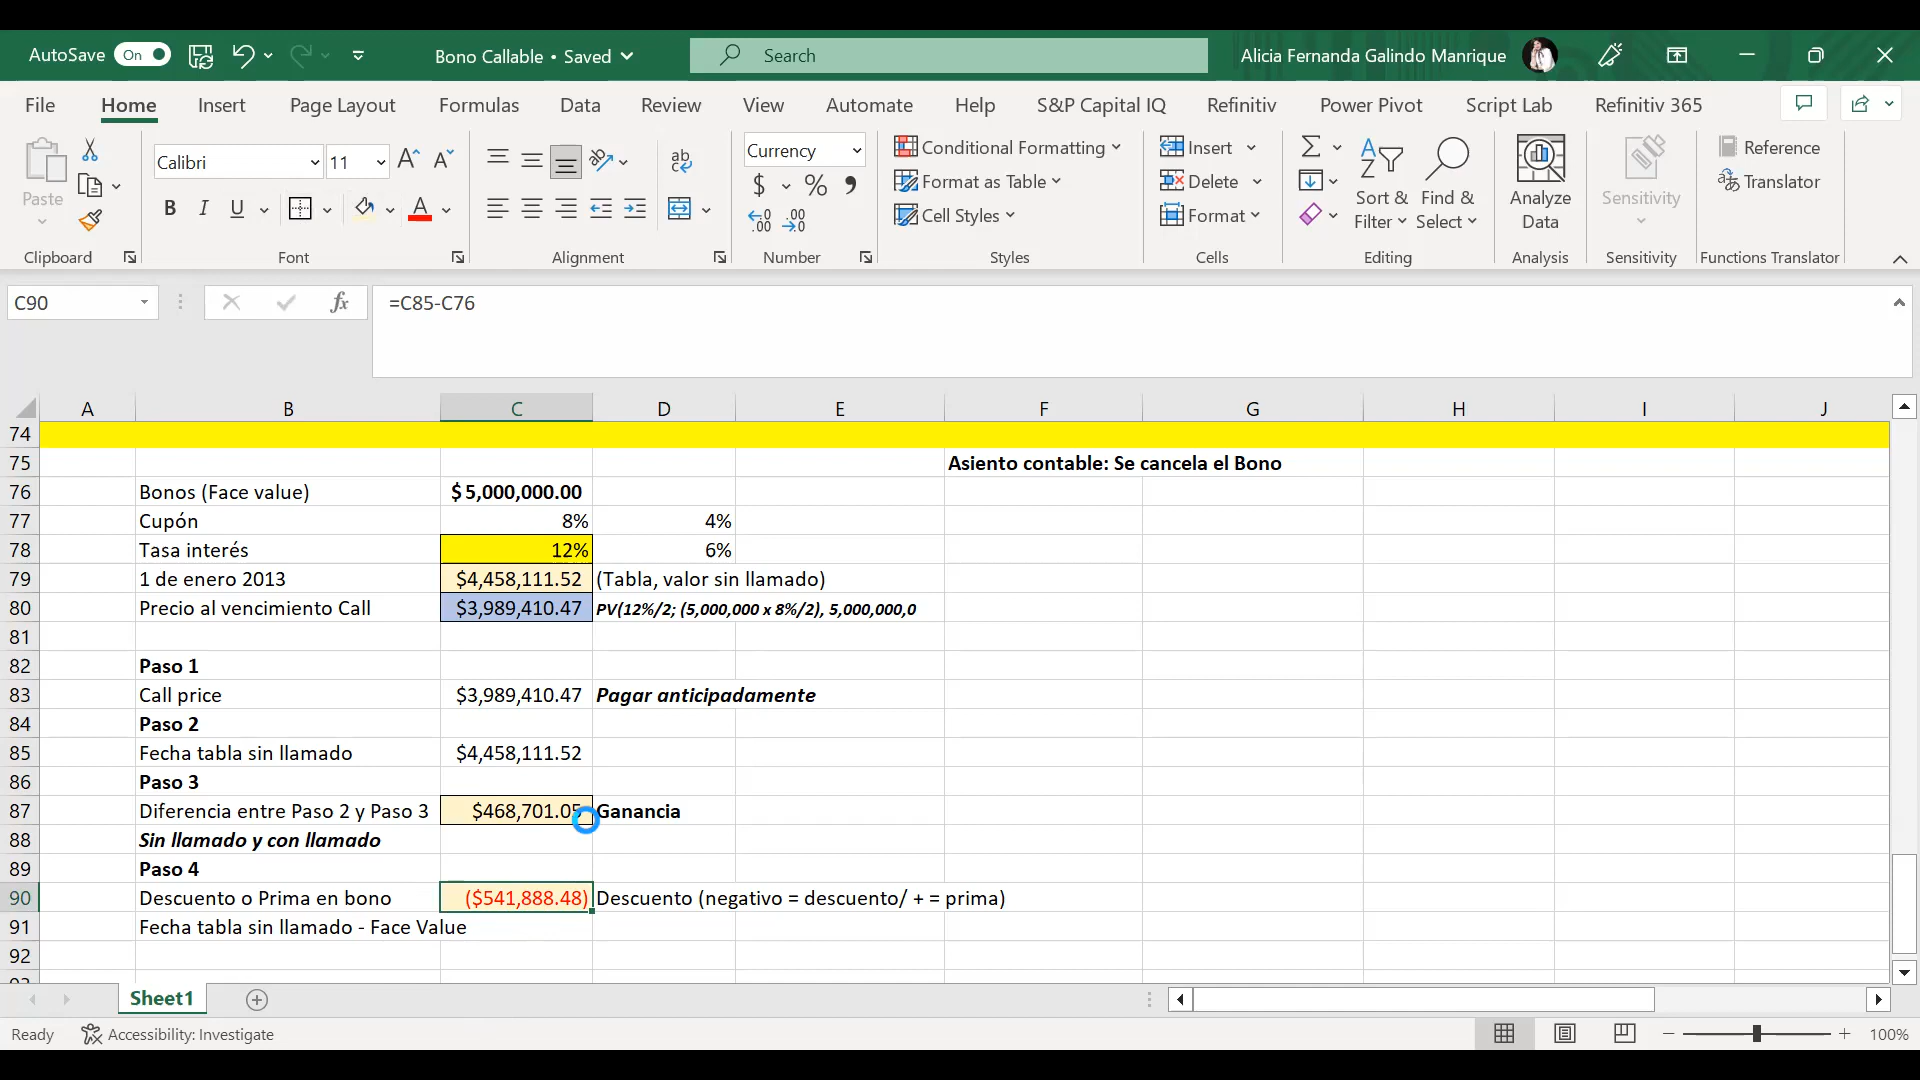 AutoSave On Bono Callable • Saved Search Alicia Fernanda Galindo Manrique
File Home Insert Page Layout Formulas Data Review View Automate Help S&P Capital IQ Refinitiv Power Pivot Script Lab Refinitiv 365
Paste Calibri 11 Currency Conditional Formatting Insert Reference
Format as Table Delete Sort & Find & Analyze Sensitivity Translator
Cell Styles Format Filter Select Data
Clipboard Font Alignment Number Styles Cells Editing Analysis Sensitivity Functions Translator
C90 fx =C85-C76
A B C D E F G H I J
74
75 Asiento contable: Se cancela el Bono
76 Bonos (Face value) $ 5,000,000.00
77 Cupón 8% 4%
78 Tasa interés 12% 6%
79 1 de enero 2013 $4,458,111.52 (Tabla, valor sin llamado)
80 Precio al vencimiento Call $3,989,410.47 PV(12%/2; (5,000,000 x 8%/2), 5,000,000,0
81
82 Paso 1
83 Call price $3,989,410.47 Pagar anticipadamente
84 Paso 2
85 Fecha tabla sin llamado $4,458,111.52
86 Paso 3
87 Diferencia entre Paso 2 y Paso 3 $468,701.05 Ganancia
88 Sin llamado y con llamado
89 Paso 4
90 Descuento o Prima en bono ($541,888.48) Descuento (negativo = descuento/ + = prima)
91 Fecha tabla sin llamado - Face Value
92
Sheet1
Ready Accessibility: Investigate 100%